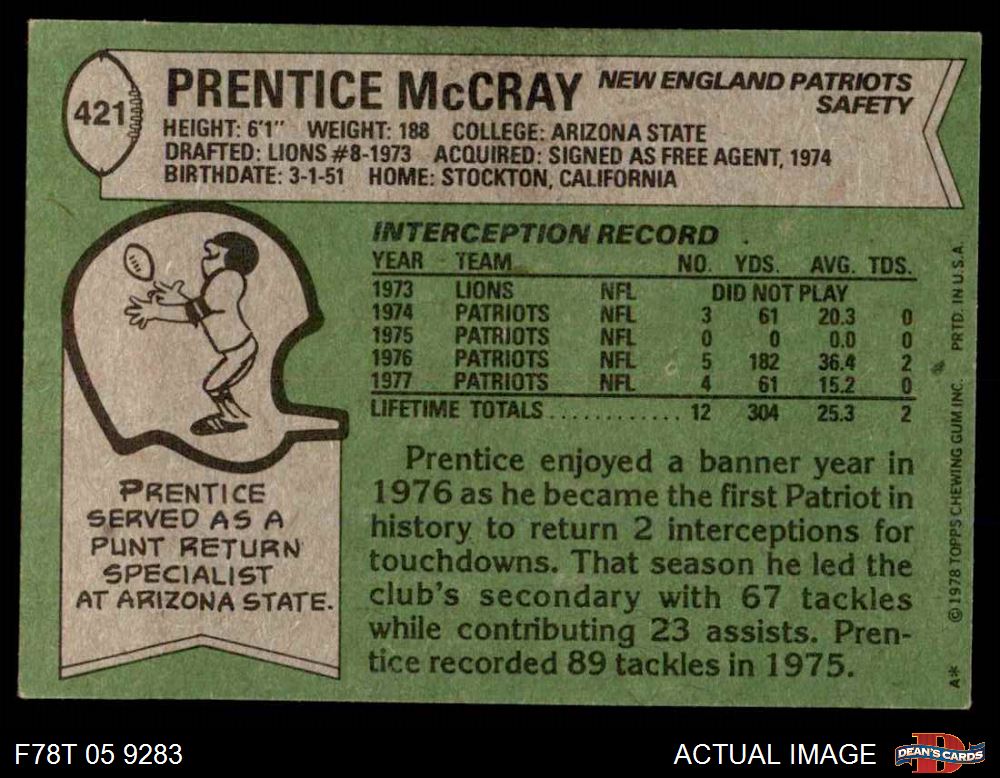 421
PRENTICE McCRAY
NEW ENGLAND PATRIOTS
SAFETY
HEIGHT: 6'1" WEIGHT: 188 COLLEGE: ARIZONA STATE
DRAFTED: LIONS #8-1973 ACQUIRED: SIGNED AS FREE AGENT, 1974
BIRTHDATE: 3-1-51 HOME: STOCKTON, CALIFORNIA
INTERCEPTION RECORD
YEAR TEAM NO. YDS. AVG. TDS.
1973 LIONS NFL DID NOT PLAY
1974 PATRIOTS NFL 3 61 20.3 0
1975 PATRIOTS NFL 0 0 0.0 0
1976 PATRIOTS NFL 5 182 36.4 2
1977 PATRIOTS NFL 4 61 15.2 0
LIFETIME TOTALS............ 12 304 25.3 2
PRENTICE
SERVED AS A
PUNT RETURN
SPECIALIST
AT ARIZONA STATE.
Prentice enjoyed a banner year in
1976 as he became the first Patriot in
history to return 2 interceptions for
touchdowns. That season he led the
club's secondary with 67 tackles
while contributing 23 assists. Pren-
tice recorded 89 tackles in 1975.
A* © 1978 TOPPS CHEWING GUM INC. PRTD. IN U.S.A.
F78T 05 9283
ACTUAL IMAGE
DEAN'S CARDS